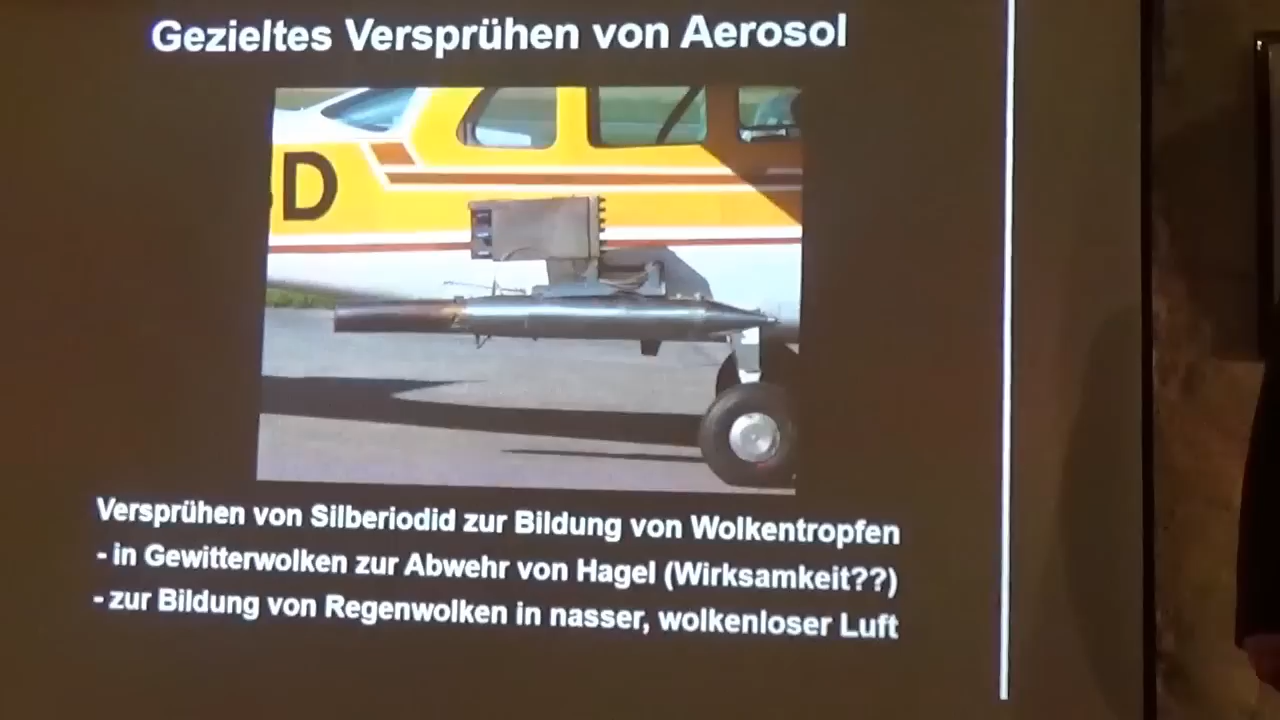 Gezieltes Versprühen von Aerosol
D
Versprühen von Silberiodid zur Bildung von Wolkentropfen
- in Gewitterwolken zur Abwehr von Hagel (Wirksamkeit??)
- zur Bildung von Regenwolken in nasser, wolkenloser Luft